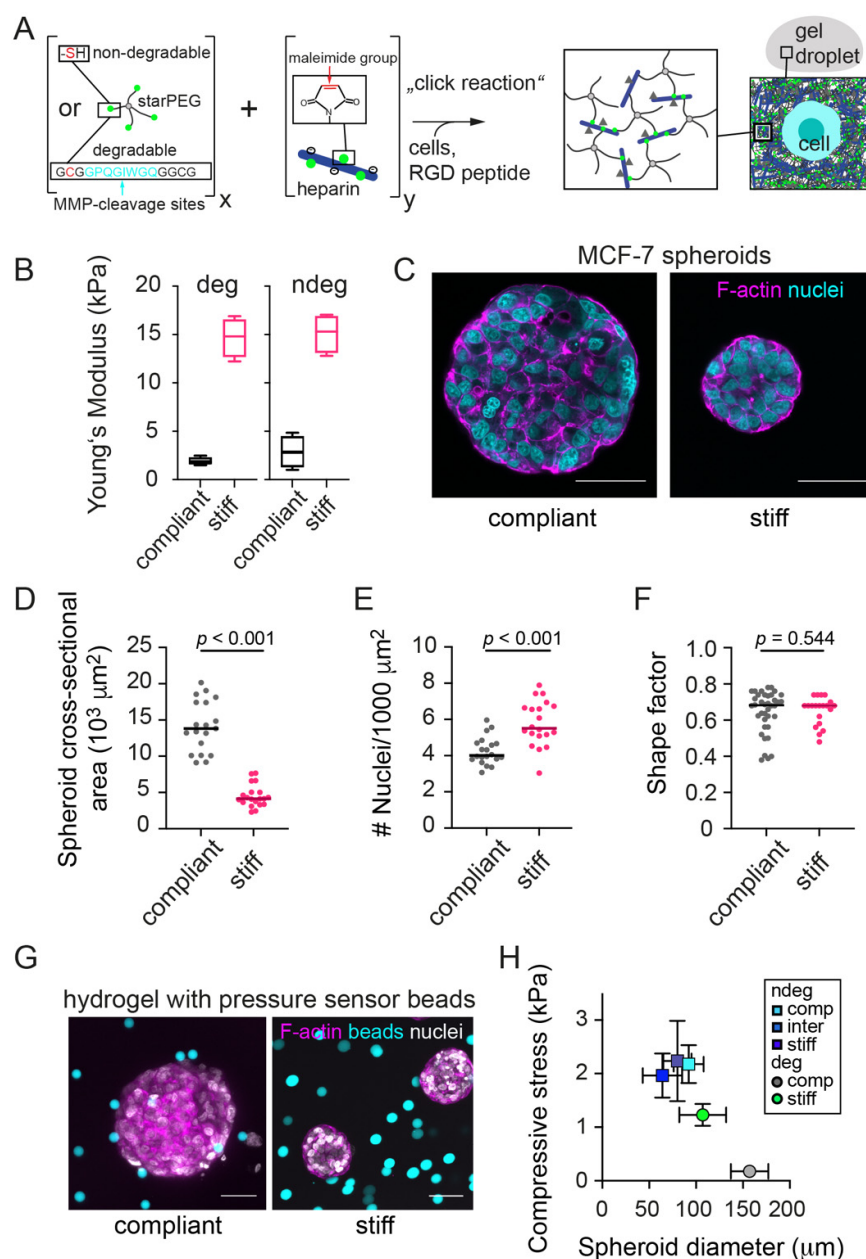 A
-SH non-degradable
or
starPEG
degradable
GCGGPQGIWGQGGCG
MMP-cleavage sites
x
+
maleimide group
O
N
O
heparin
y
„click reaction“
cells,
RGD peptide
gel
droplet
cell
B
Young‘s Modulus (kPa)
deg
ndeg
20
15
10
5
0
compliant
stiff
compliant
stiff
C
MCF-7 spheroids
F-actin nuclei
compliant
stiff
D
Spheroid cross-sectional
area (10³ μm²)
p < 0.001
25
20
15
10
5
0
compliant
stiff
E
# Nuclei/1000 μm²
p < 0.001
10
8
6
4
2
0
compliant
stiff
F
Shape factor
p = 0.544
1.0
0.8
0.6
0.4
0.2
0
compliant
stiff
G
hydrogel with pressure sensor beads
F-actin beads nuclei
compliant
stiff
H
Compressive stress (kPa)
3
2
1
0
0 50 100 150 200
Spheroid diameter (μm)
ndeg
comp
inter
stiff
deg
comp
stiff